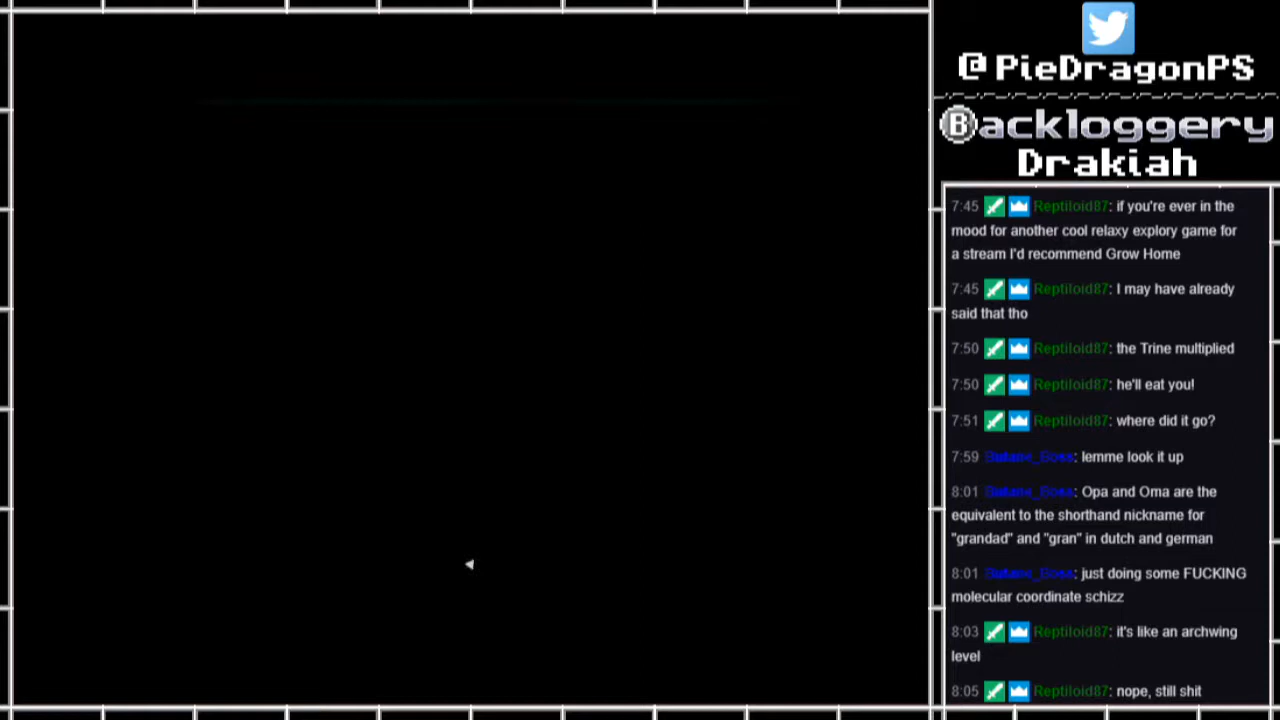 @PieDragonPS
Backloggery
Drakiah
7:45 Reptiloid87: if you're ever in the
mood for another cool relaxy explory game for
a stream I'd recommend Grow Home
7:45 Reptiloid87: I may have already
said that tho
7:50 Reptiloid87: the Trine multiplied
7:50 Reptiloid87: he'll eat you!
7:51 Reptiloid87: where did it go?
7:59 Butane_Boss: lemme look it up
8:01 Butane_Boss: Opa and Oma are the
equivalent to the shorthand nickname for
"grandad" and "gran" in dutch and german
8:01 Butane_Boss: just doing some FUCKING
molecular coordinate schizz
8:03 Reptiloid87: it's like an archwing
level
8:05 Reptiloid87: nope, still shit